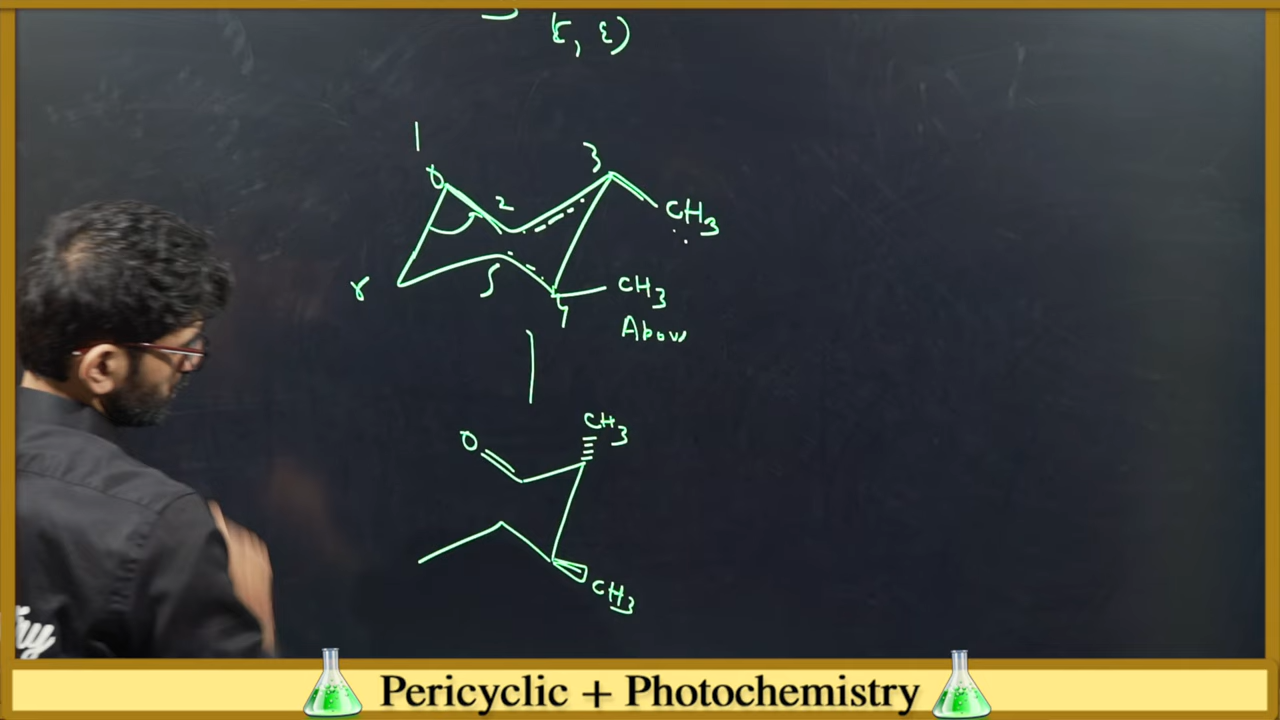 ξ, ξ)
1
O
3
2
CH3
6
5
4
CH3
Above
CH3
O
CH3
Pericyclic + Photochemistry